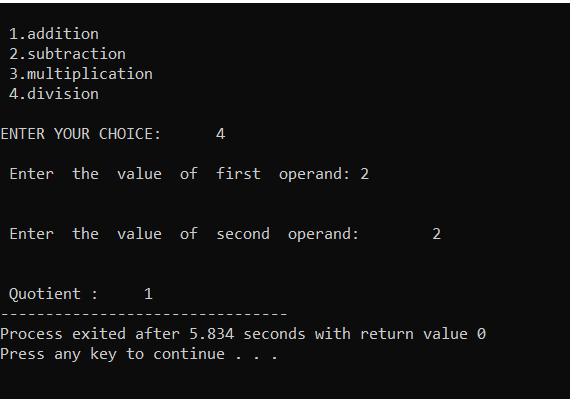 1.addition
2.subtraction
3.multiplication
4.division
ENTER YOUR CHOICE:      4
Enter  the  value  of  first  operand: 2
Enter  the  value  of  second  operand:        2
Quotient :     1
--------------------------------
Process exited after 5.834 seconds with return value 0
Press any key to continue . . .